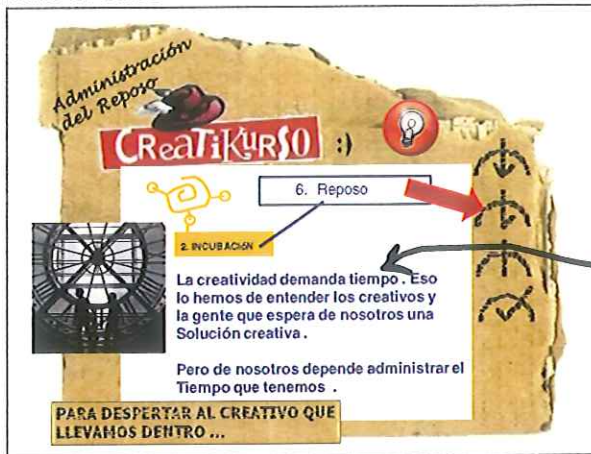 Administración
del Reposo
CReaTiKURSO :)
6. Reposo
2. INCUBACIÓN
La creatividad demanda tiempo . Eso
lo hemos de entender los creativos y
la gente que espera de nosotros una
Solución creativa .
Pero de nosotros depende administrar el
Tiempo que tenemos .
PARA DESPERTAR AL CREATIVO QUE
LLEVAMOS DENTRO ...